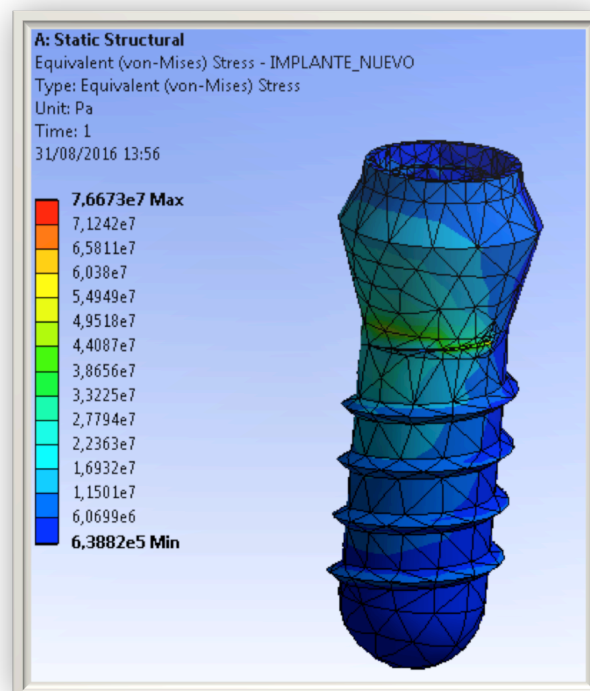 A: Static Structural
Equivalent (von-Mises) Stress - IMPLANTE_NUEVO
Type: Equivalent (von-Mises) Stress
Unit: Pa
Time: 1
31/08/2016 13:56
7,6673e7 Max
7,1242e7
6,5811e7
6,038e7
5,4949e7
4,9518e7
4,4087e7
3,8656e7
3,3225e7
2,7794e7
2,2363e7
1,6932e7
1,1501e7
6,0699e6
6,3882e5 Min